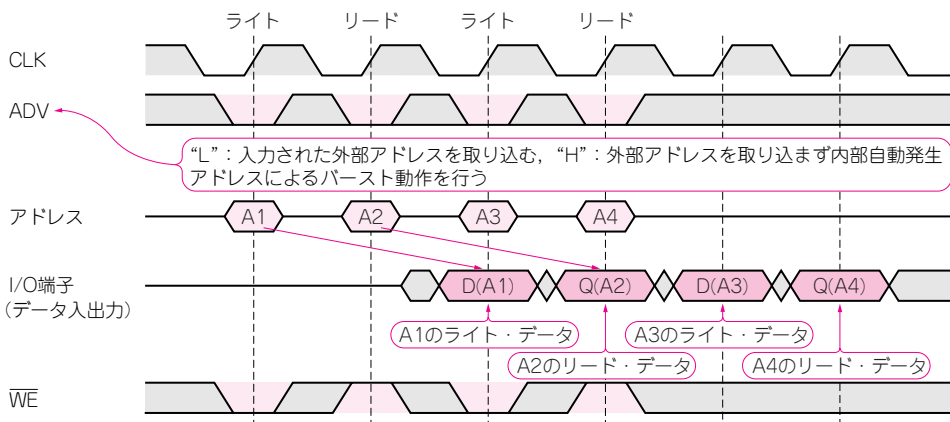 ライト リード ライト リード
CLK
ADV
“L”：入力された外部アドレスを取り込む，“H”：外部アドレスを取り込まず内部自動発生
アドレスによるバースト動作を行う
アドレス A1 A2 A3 A4
I/O端子
(データ入出力)
D(A1) Q(A2) D(A3) Q(A4)
A1のライト・データ A3のライト・データ
A2のリード・データ A4のリード・データ
W̅E̅